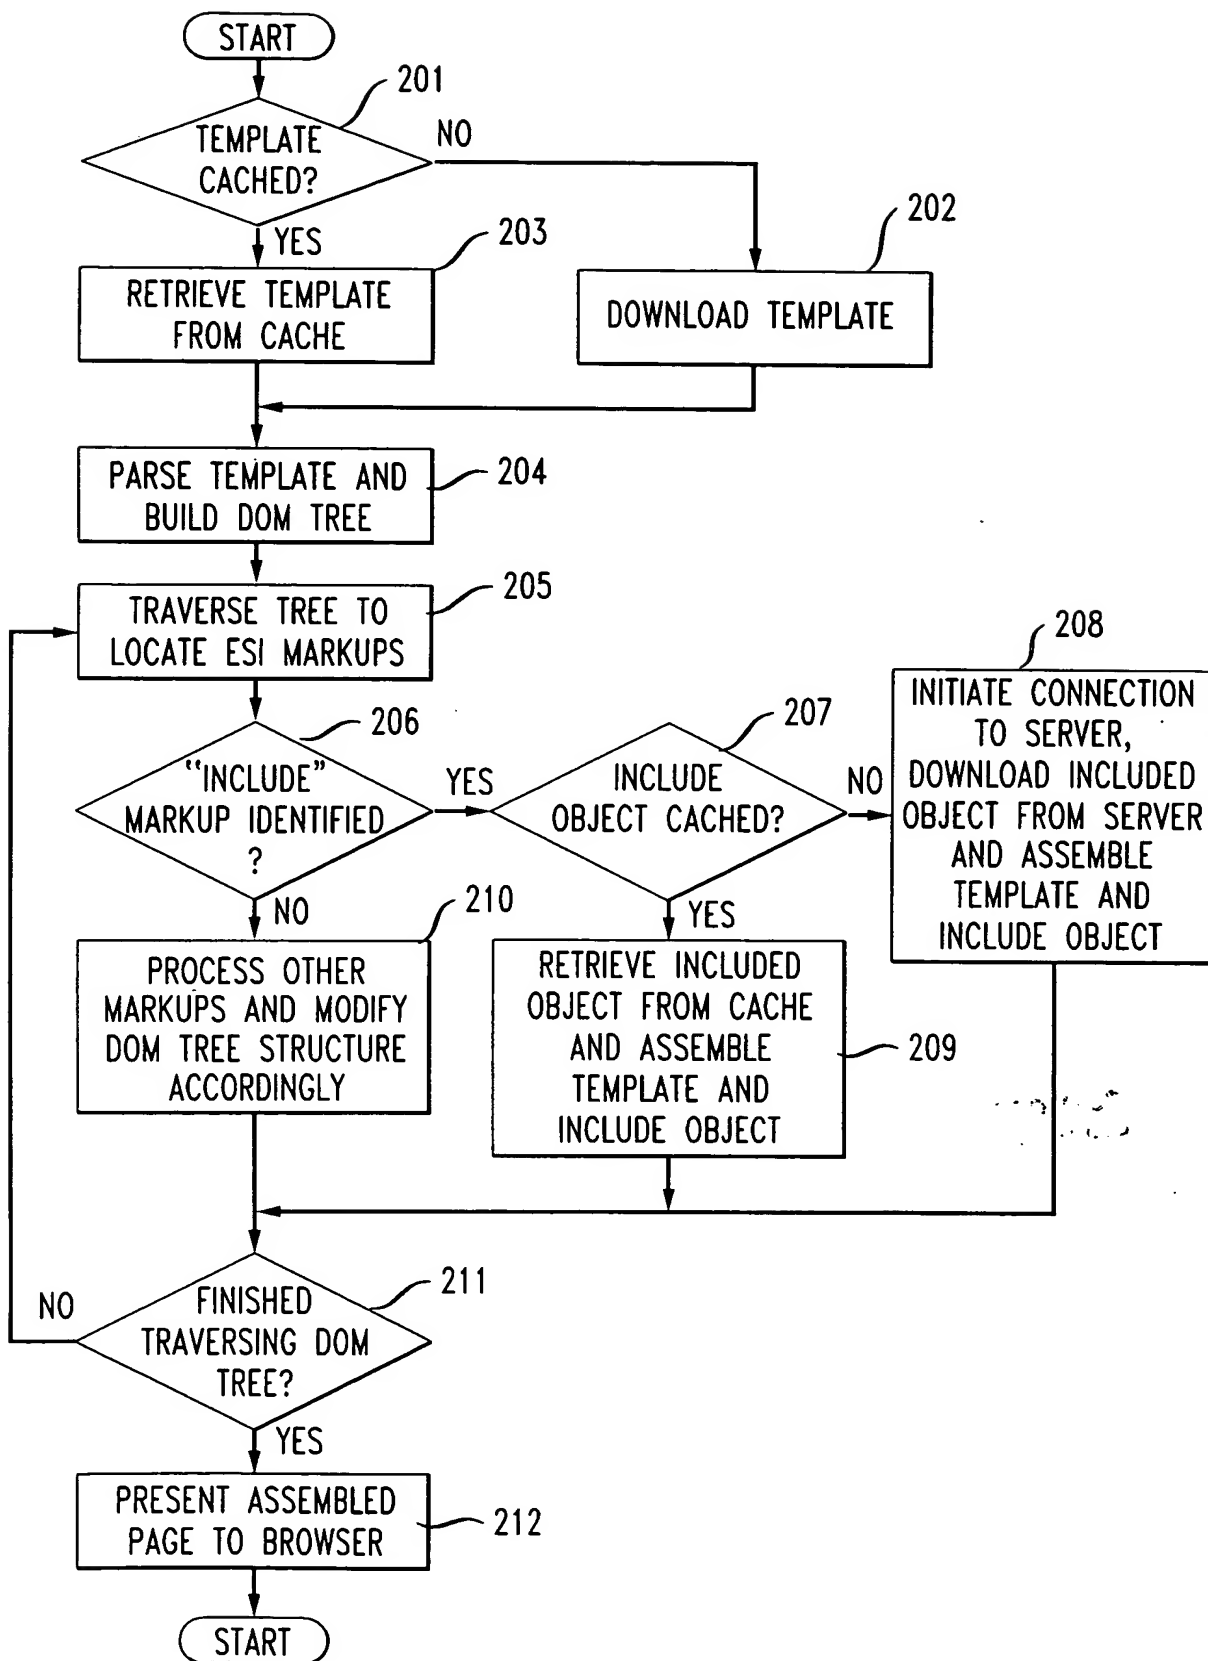 START
201
TEMPLATE
CACHED?
NO
YES
203
202
RETRIEVE TEMPLATE
FROM CACHE
DOWNLOAD TEMPLATE
PARSE TEMPLATE AND
BUILD DOM TREE
204
TRAVERSE TREE TO
LOCATE ESI MARKUPS
205
206
"INCLUDE"
MARKUP IDENTIFIED
?
YES
NO
207
INCLUDE
OBJECT CACHED?
NO
YES
208
INITIATE CONNECTION
TO SERVER,
DOWNLOAD INCLUDED
OBJECT FROM SERVER
AND ASSEMBLE
TEMPLATE AND
INCLUDE OBJECT
210
PROCESS OTHER
MARKUPS AND MODIFY
DOM TREE STRUCTURE
ACCORDINGLY
RETRIEVE INCLUDED
OBJECT FROM CACHE
AND ASSEMBLE
TEMPLATE AND
INCLUDE OBJECT
209
211
FINISHED
TRAVERSING DOM
TREE?
NO
YES
PRESENT ASSEMBLED
PAGE TO BROWSER
212
START